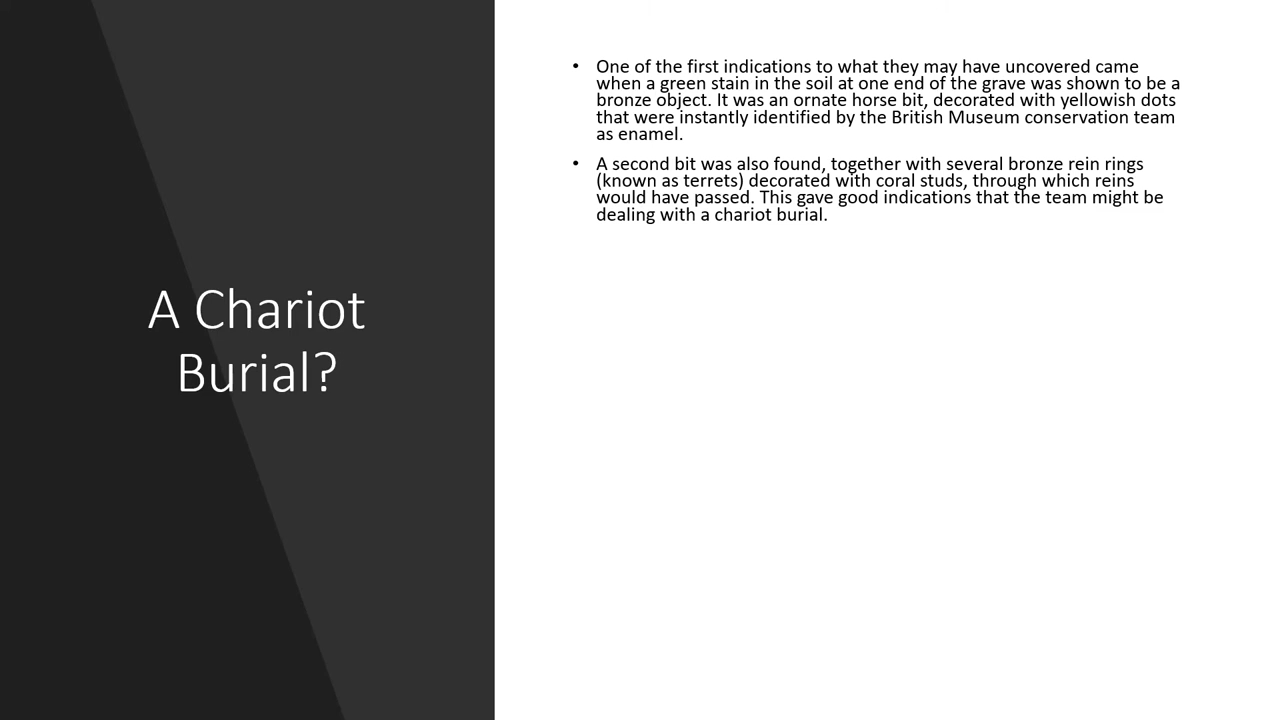 A Chariot
Burial?
• One of the first indications to what they may have uncovered came
when a green stain in the soil at one end of the grave was shown to be a
bronze object. It was an ornate horse bit, decorated with yellowish dots
that were instantly identified by the British Museum conservation team
as enamel.
• A second bit was also found, together with several bronze rein rings
(known as terrets) decorated with coral studs, through which reins
would have passed. This gave good indications that the team might be
dealing with a chariot burial.